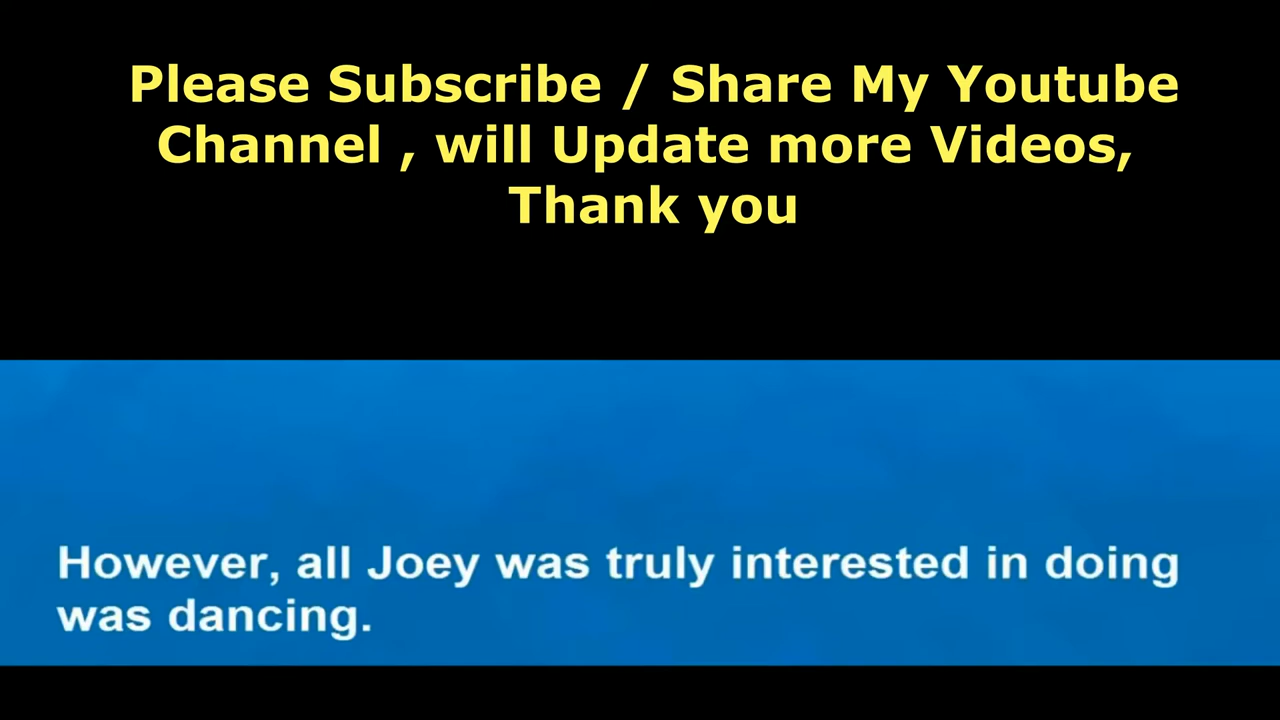 Please Subscribe / Share My Youtube
Channel , will Update more Videos,
Thank you
However, all Joey was truly interested in doing
was dancing.